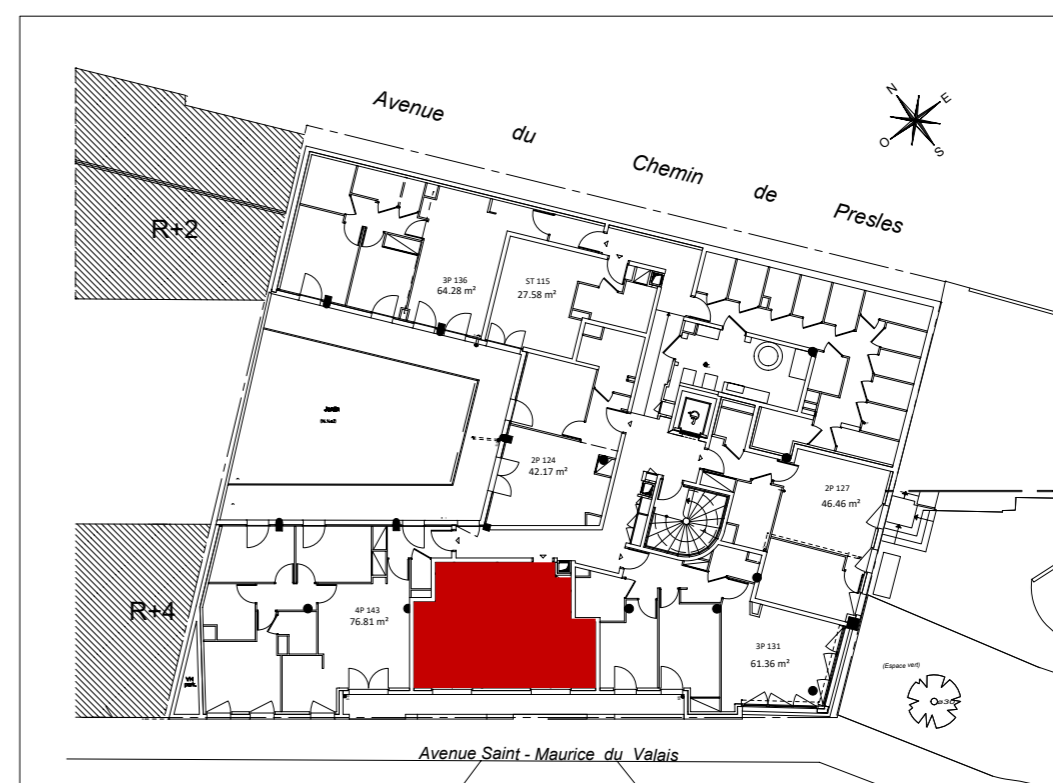 Avenue du Chemin de Presles
N
E
O
S
R+2
3P 136
64.28 m²
ST 115
27.58 m²
2P 124
42.17 m²
2P 127
46.46 m²
R+4
4P 143
76.81 m²
3P 131
61.36 m²
(Espace vert)
Avenue Saint - Maurice du Valais